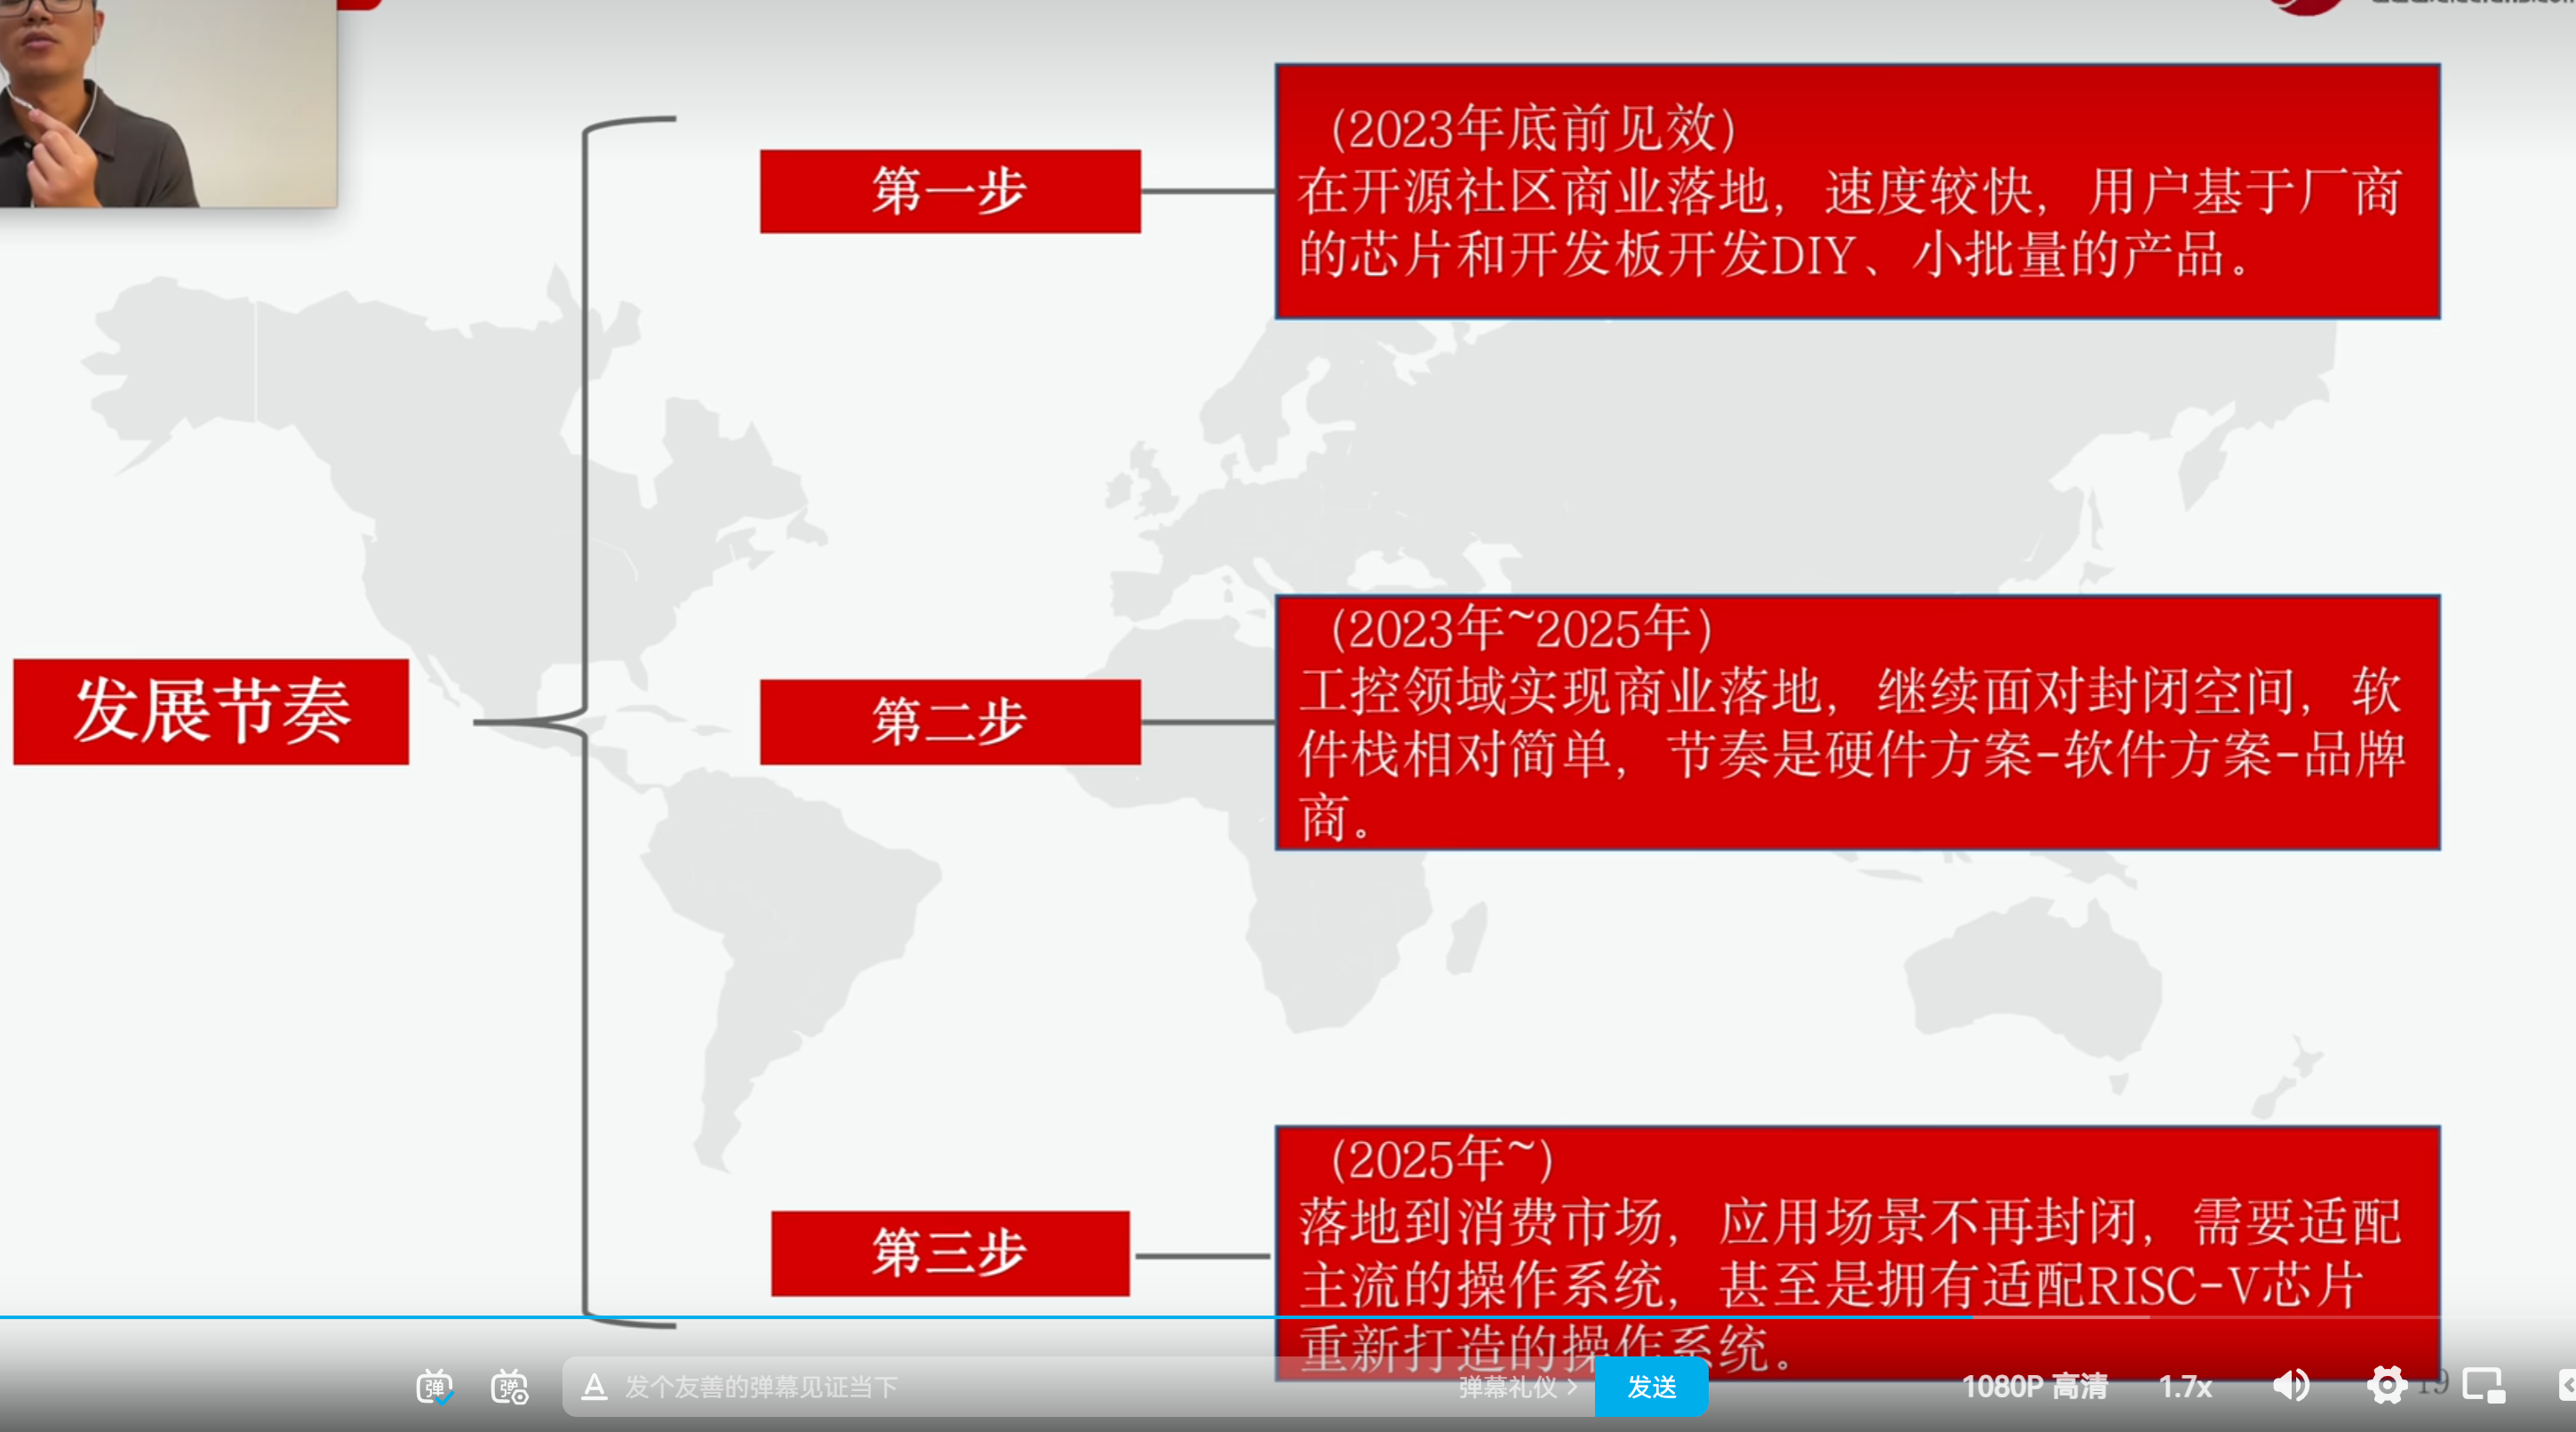 (2023年底前见效)
第一步
在开源社区商业落地，速度较快，用户基于厂商
的芯片和开发板开发DIY、小批量的产品。
发展节奏
第二步
(2023年~2025年)
工控领域实现商业落地，继续面对封闭空间，软
件栈相对简单，节奏是硬件方案-软件方案-品牌
商。
第三步
(2025年~)
落地到消费市场，应用场景不再封闭，需要适配
主流的操作系统，甚至是拥有适配RISC-V芯片
重新打造的操作系统。
弹
弹
A 发个友善的弹幕见证当下
弹幕礼仪 >
发送
1080P 高清
1.7x
19